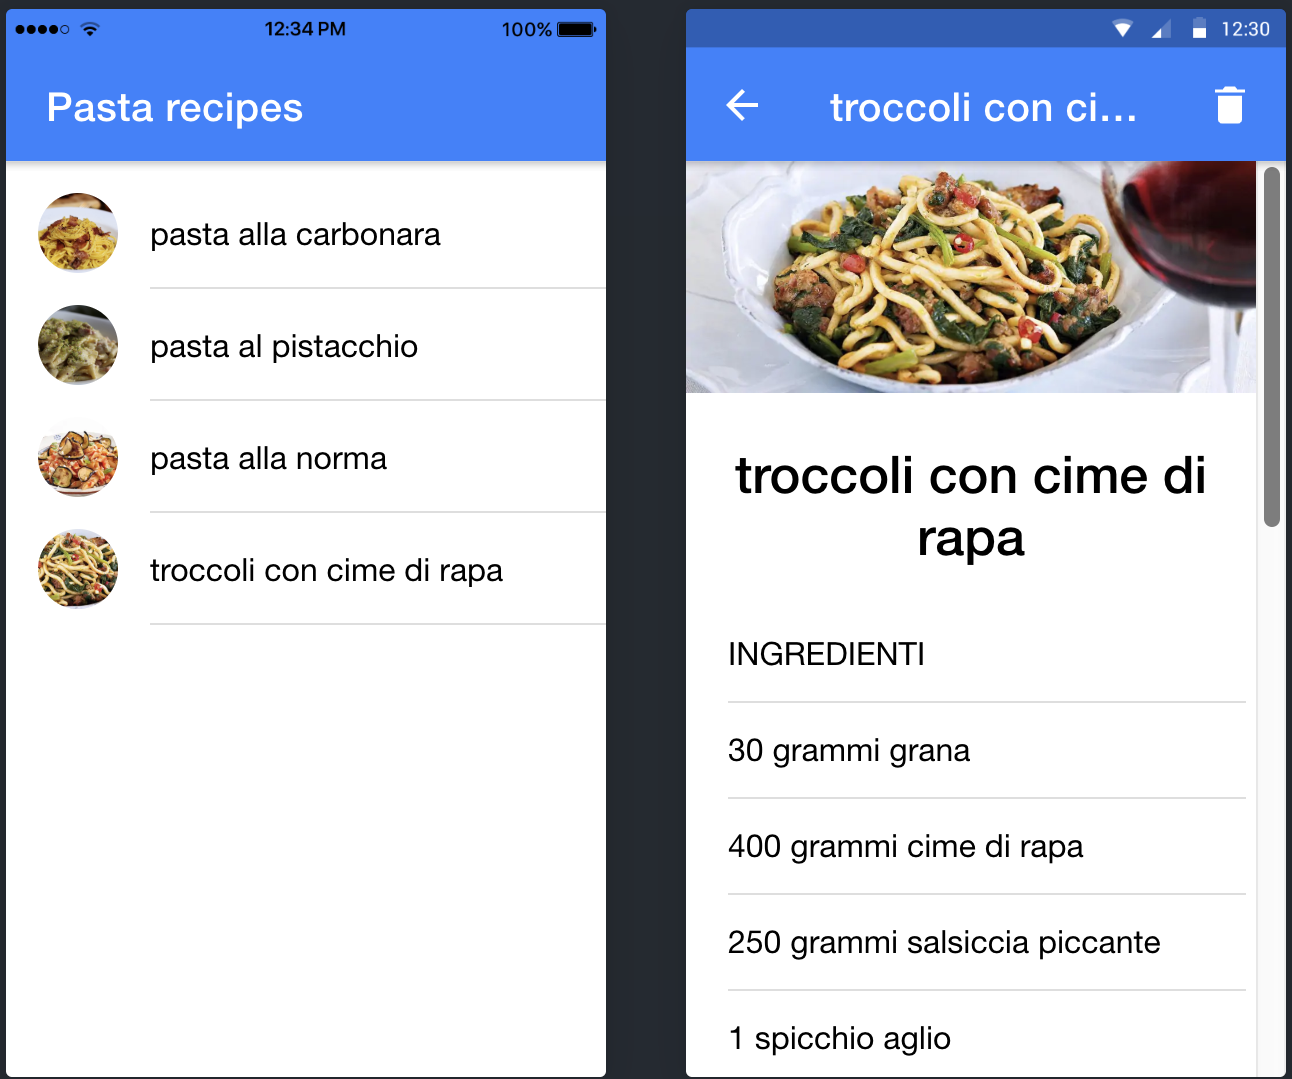 12:34 PM
100%
Pasta recipes
pasta alla carbonara
pasta al pistacchio
pasta alla norma
troccoli con cime di rapa
12:30
troccoli con ci...
troccoli con cime di
rapa
INGREDIENTI
30 grammi grana
400 grammi cime di rapa
250 grammi salsiccia piccante
1 spicchio aglio